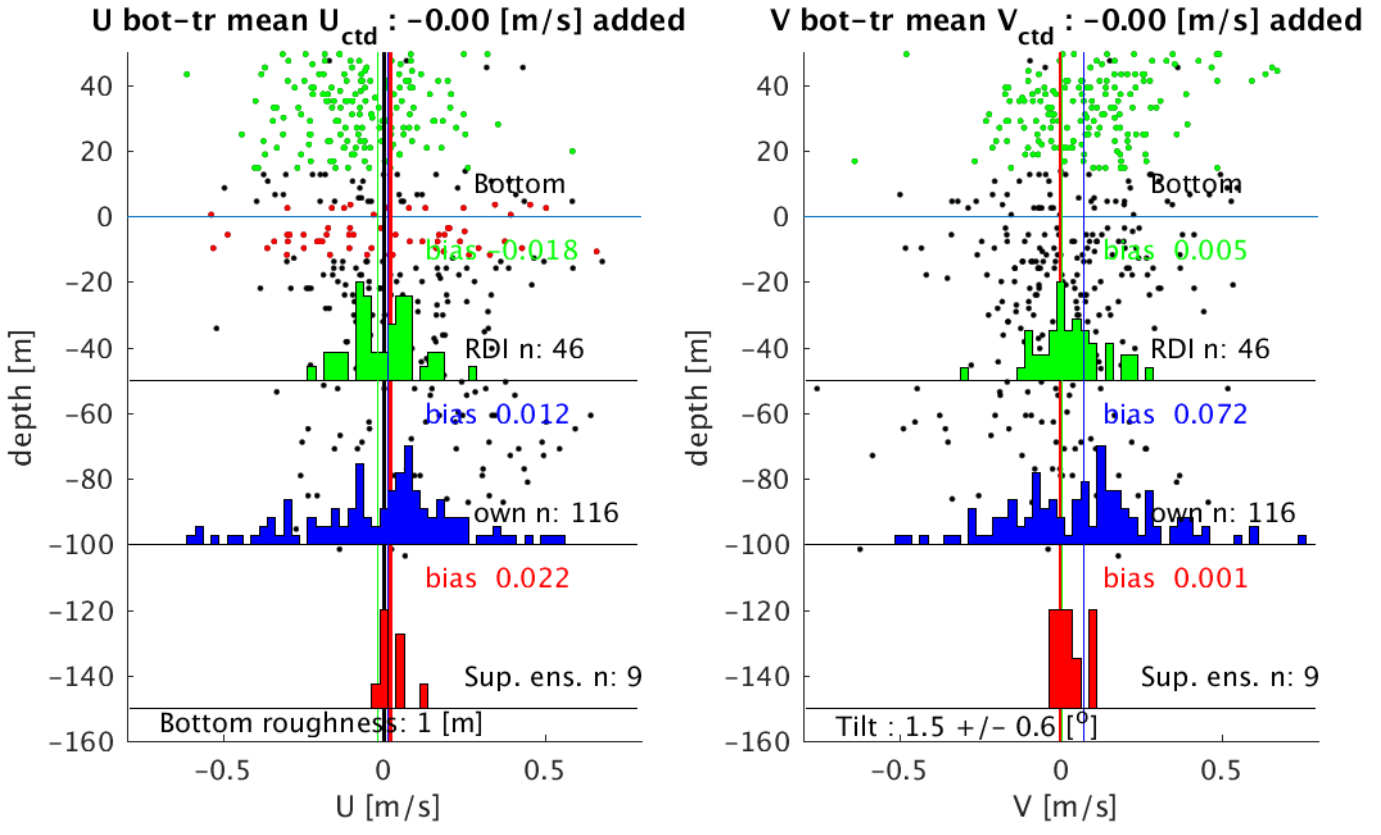 U bot-tr mean U_ctd : -0.00 [m/s] added
40
20
0
-20
-40
-60
-80
-100
-120
-140
-160
depth [m]
Bottom
bias -0.018
RDI n: 46
bias 0.012
own n: 116
bias 0.022
Sup. ens. n: 9
Bottom roughness: 1 [m]
-0.5
0
0.5
U [m/s]
V bot-tr mean V_ctd : -0.00 [m/s] added
40
20
0
-20
-40
-60
-80
-100
-120
-140
-160
depth [m]
Bottom
bias 0.005
RDI n: 46
bias 0.072
own n: 116
bias 0.001
Sup. ens. n: 9
Tilt : 1.5 +/- 0.6 [°]
-0.5
0
0.5
V [m/s]